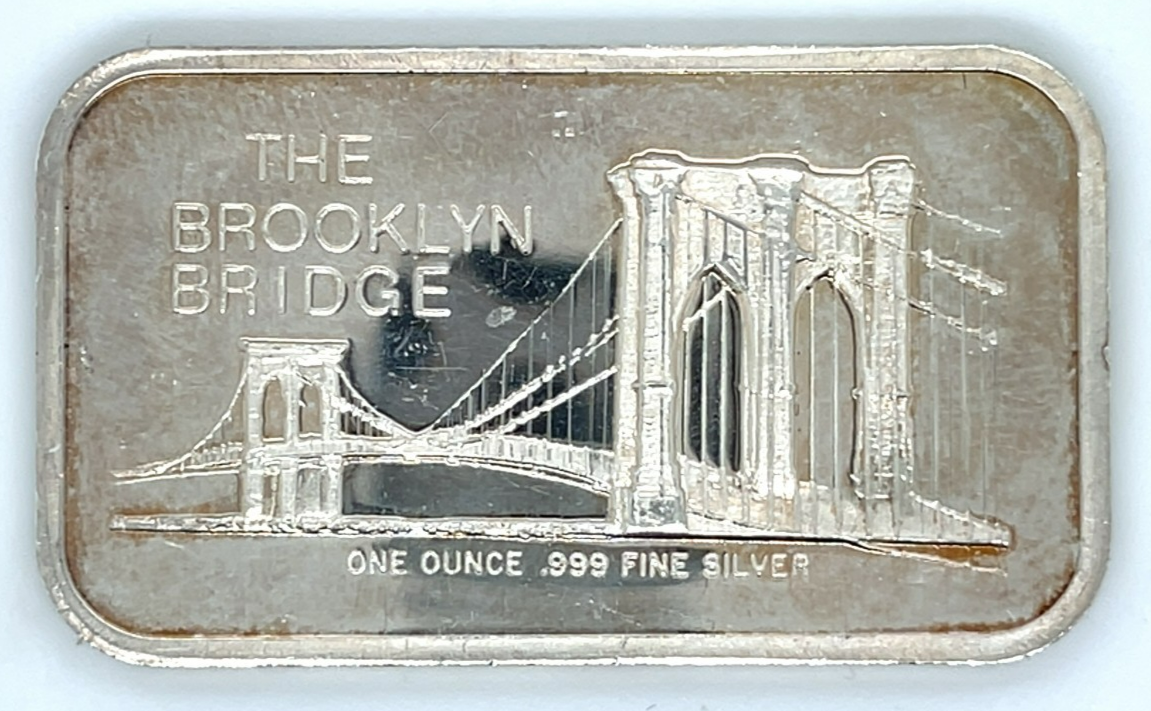 THE
BROOKLYN
BRIDGE
ONE OUNCE .999 FINE SILVER